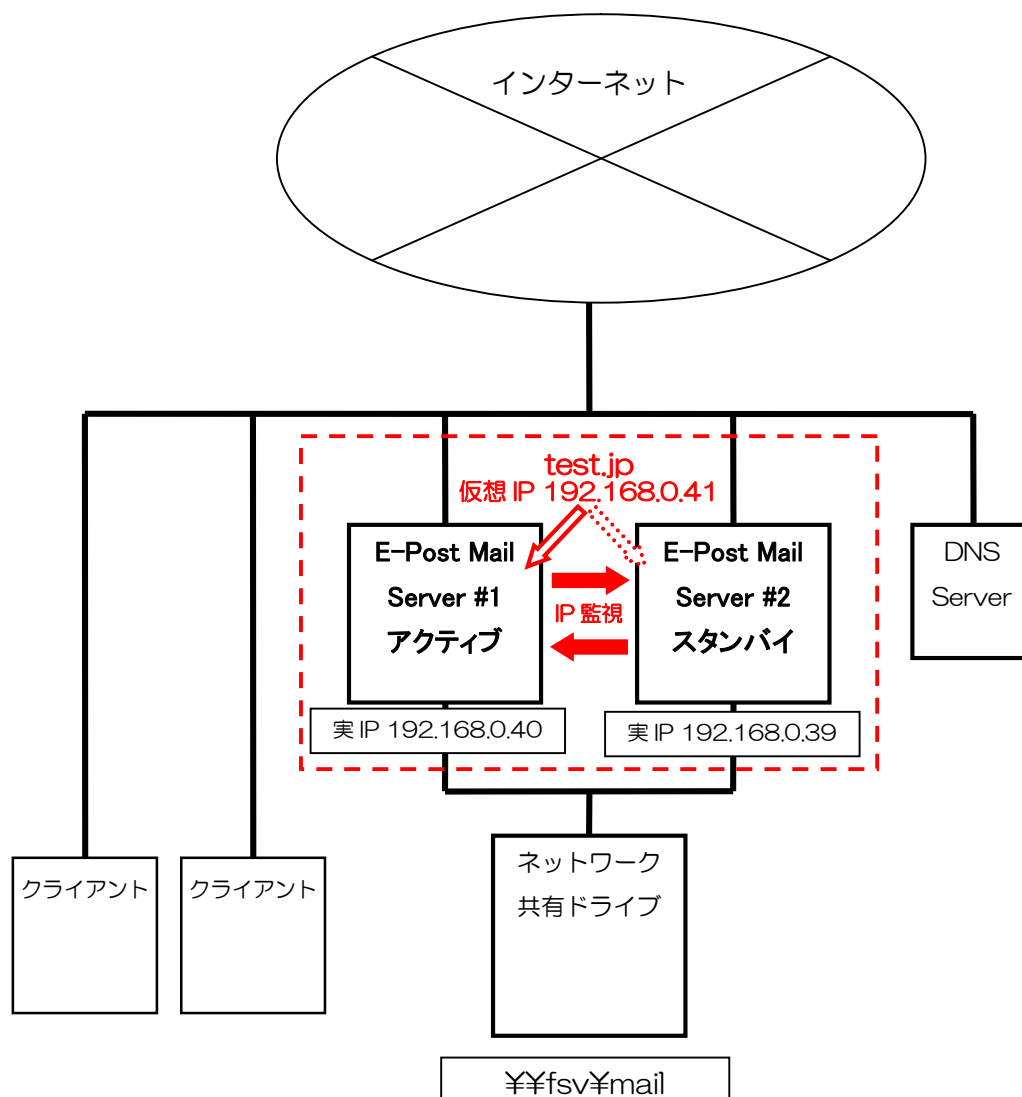 インターネット
test.jp
仮想 IP 192.168.0.41
E-Post Mail
Server #1
アクティブ
IP 監視
E-Post Mail
Server #2
スタンバイ
DNS
Server
実 IP 192.168.0.40
実 IP 192.168.0.39
クライアント
クライアント
ネットワーク
共有ドライブ
¥¥fsv¥mail